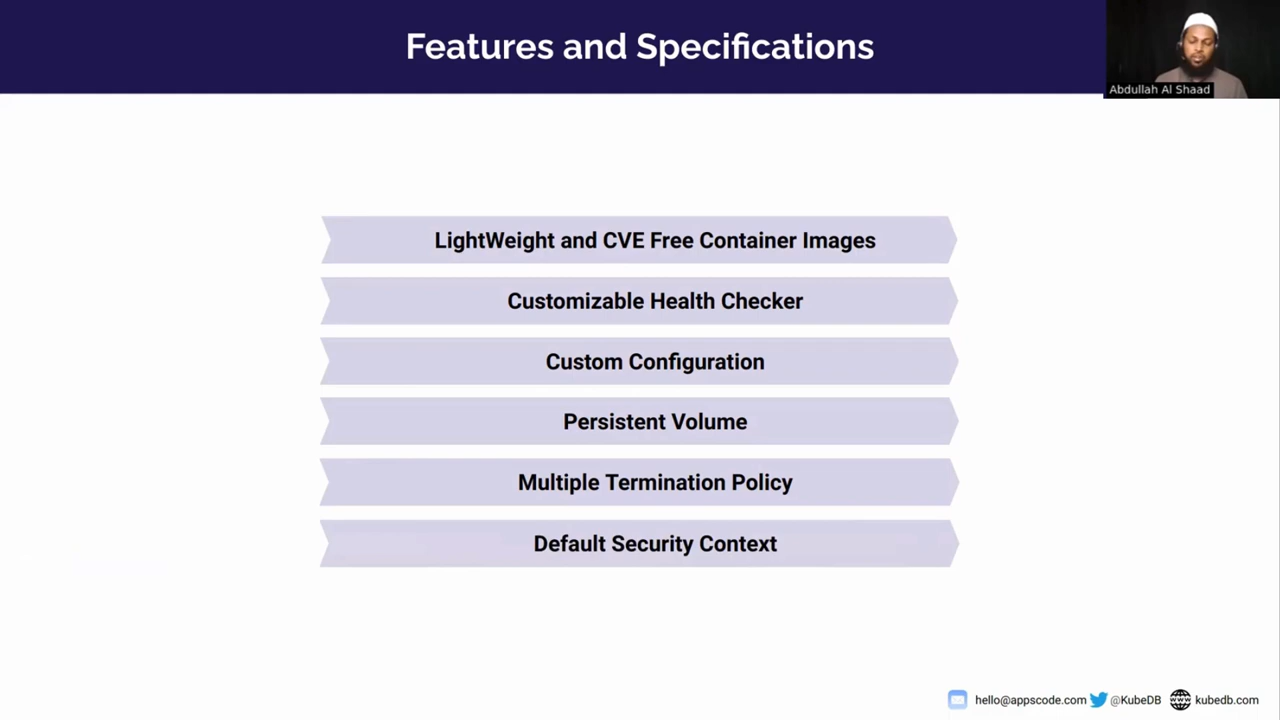 Features and Specifications
Abdullah Al Shaad
LightWeight and CVE Free Container Images
Customizable Health Checker
Custom Configuration
Persistent Volume
Multiple Termination Policy
Default Security Context
hello@appscode.com @KubeDB kubedb.com